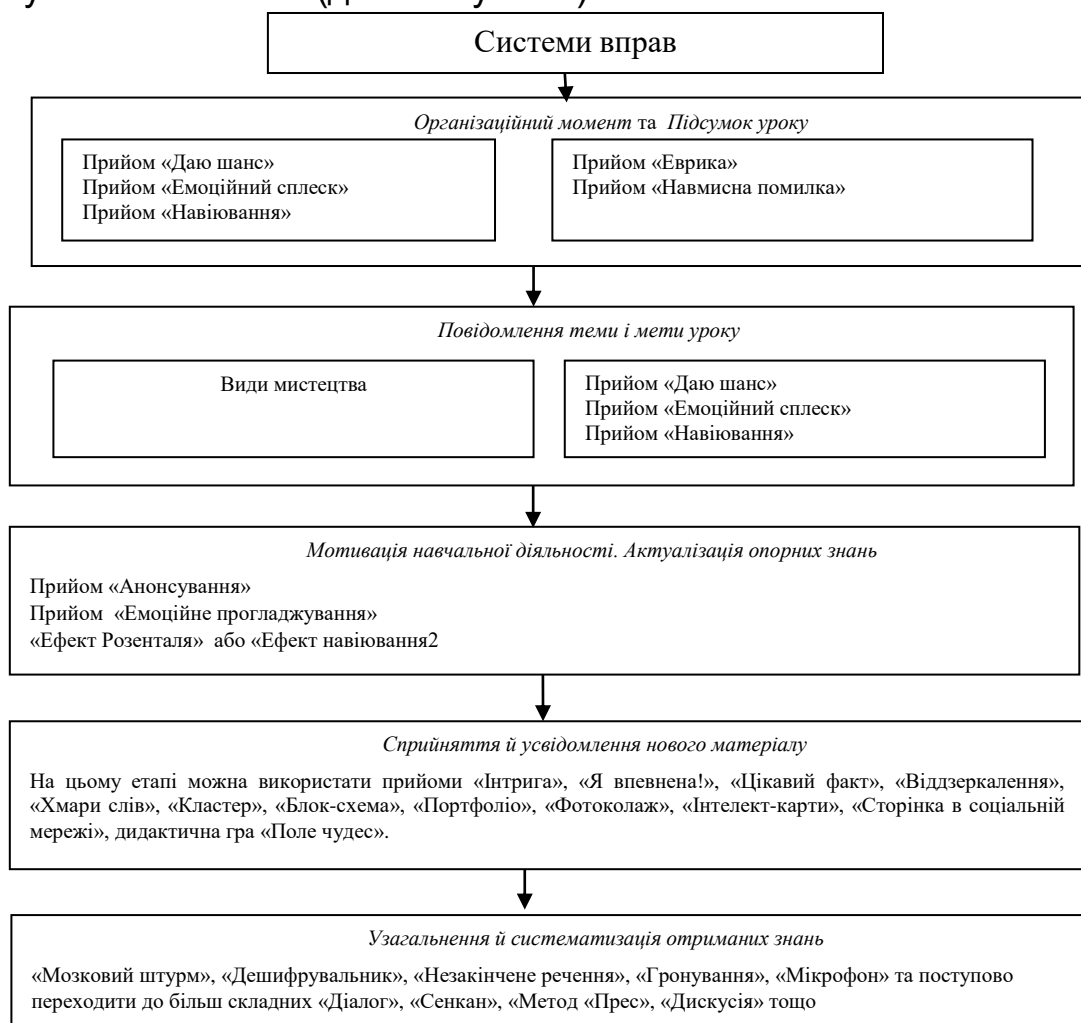 Системи вправ
Організаційний момент та Підсумок уроку
Прийом «Даю шанс»
Прийом «Емоційний сплеск»
Прийом «Навіювання»
Прийом «Еврика»
Прийом «Навмисна помилка»
Повідомлення теми і мети уроку
Види мистецтва
Прийом «Даю шанс»
Прийом «Емоційний сплеск»
Прийом «Навіювання»
Мотивація навчальної діяльності. Актуалізація опорних знань
Прийом «Анонсування»
Прийом «Емоційне прогладжування»
«Ефект Розенталя» або «Ефект навіювання2
Сприйняття й усвідомлення нового матеріалу
На цьому етапі можна використати прийоми «Інтрига», «Я впевнена!», «Цікавий факт», «Віддзеркалення»,
«Хмари слів», «Кластер», «Блок-схема», «Портфоліо», «Фотоколаж», «Інтелект-карти», «Сторінка в соціальній
мережі», дидактична гра «Поле чудес».
Узагальнення й систематизація отриманих знань
«Мозковий штурм», «Дешифрувальник», «Незакінчене речення», «Гронування», «Мікрофон» та поступово
переходити до більш складних «Діалог», «Сенкан», «Метод «Прес», «Дискусія» тощо